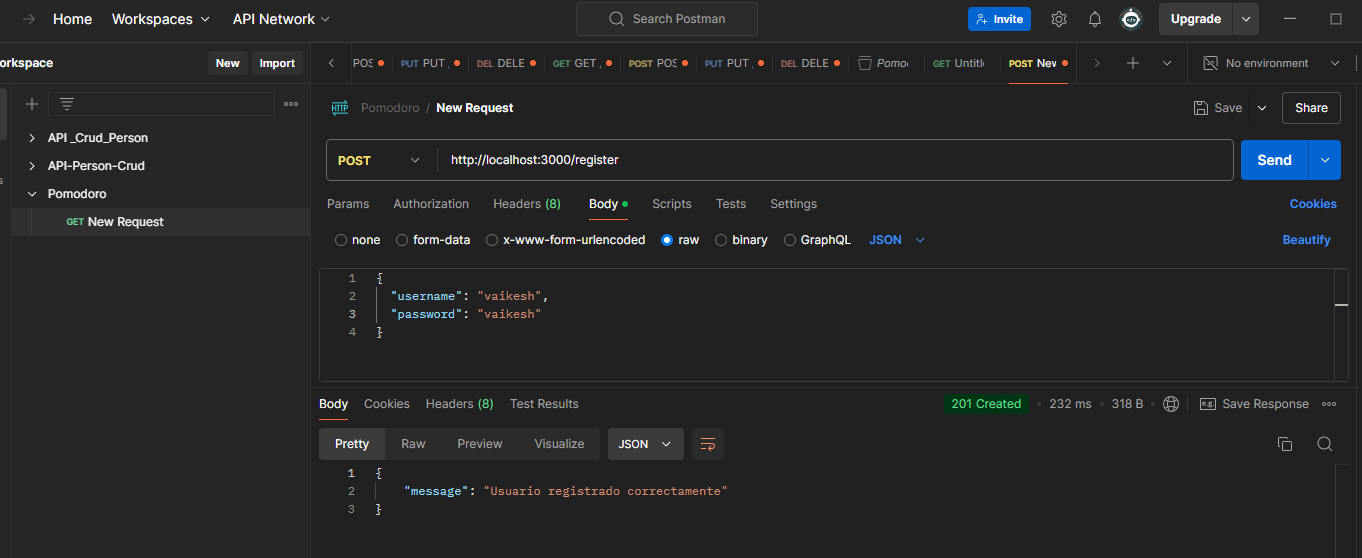 Home Workspaces API Network Search Postman Invite Upgrade
orkspace New Import POS PUT PUT DEL DELE GET GET POST POS PUT PUT DEL DELE Pomo GET Untitl POST New No environment
HTTP Pomodoro / New Request Save Share
API _Crud_Person
API-Person-Crud
Pomodoro
GET New Request
POST http://localhost:3000/register Send
Params Authorization Headers (8) Body Scripts Tests Settings Cookies
none form-data x-www-form-urlencoded raw binary GraphQL JSON Beautify
1 {
2 "username": "vaikesh",
3 "password": "vaikesh"
4 }
Body Cookies Headers (8) Test Results 201 Created 232 ms 318 B e.g. Save Response
Pretty Raw Preview Visualize JSON
1 {
2 "message": "Usuario registrado correctamente"
3 }